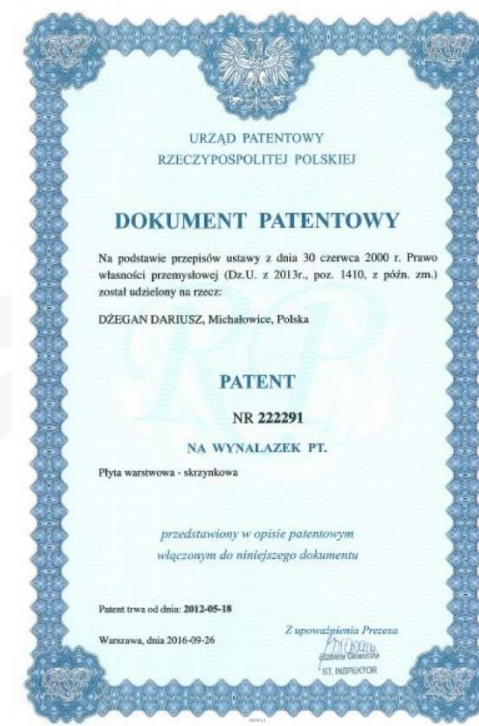 URZĄD PATENTOWY
RZECZYPOSPOLITEJ POLSKIEJ
DOKUMENT PATENTOWY
Na podstawie przepisów ustawy z dnia 30 czerwca 2000 r. Prawo
własności przemysłowej (Dz.U. z 2013r., poz. 1410, z późn. zm.)
został udzielony na rzecz:
DŻEGAN DARIUSZ, Michałowice, Polska
PATENT
NR 222291
NA WYNALAZEK PT.
Płyta warstwowa - skrzynkowa
przedstawiony w opisie patentowym
włączonym do niniejszego dokumentu
Patent trwa od dnia: 2012-05-18
Warszawa, dnia 2016-09-26
Z upoważnienia Prezesa
ST. INSPEKTOR